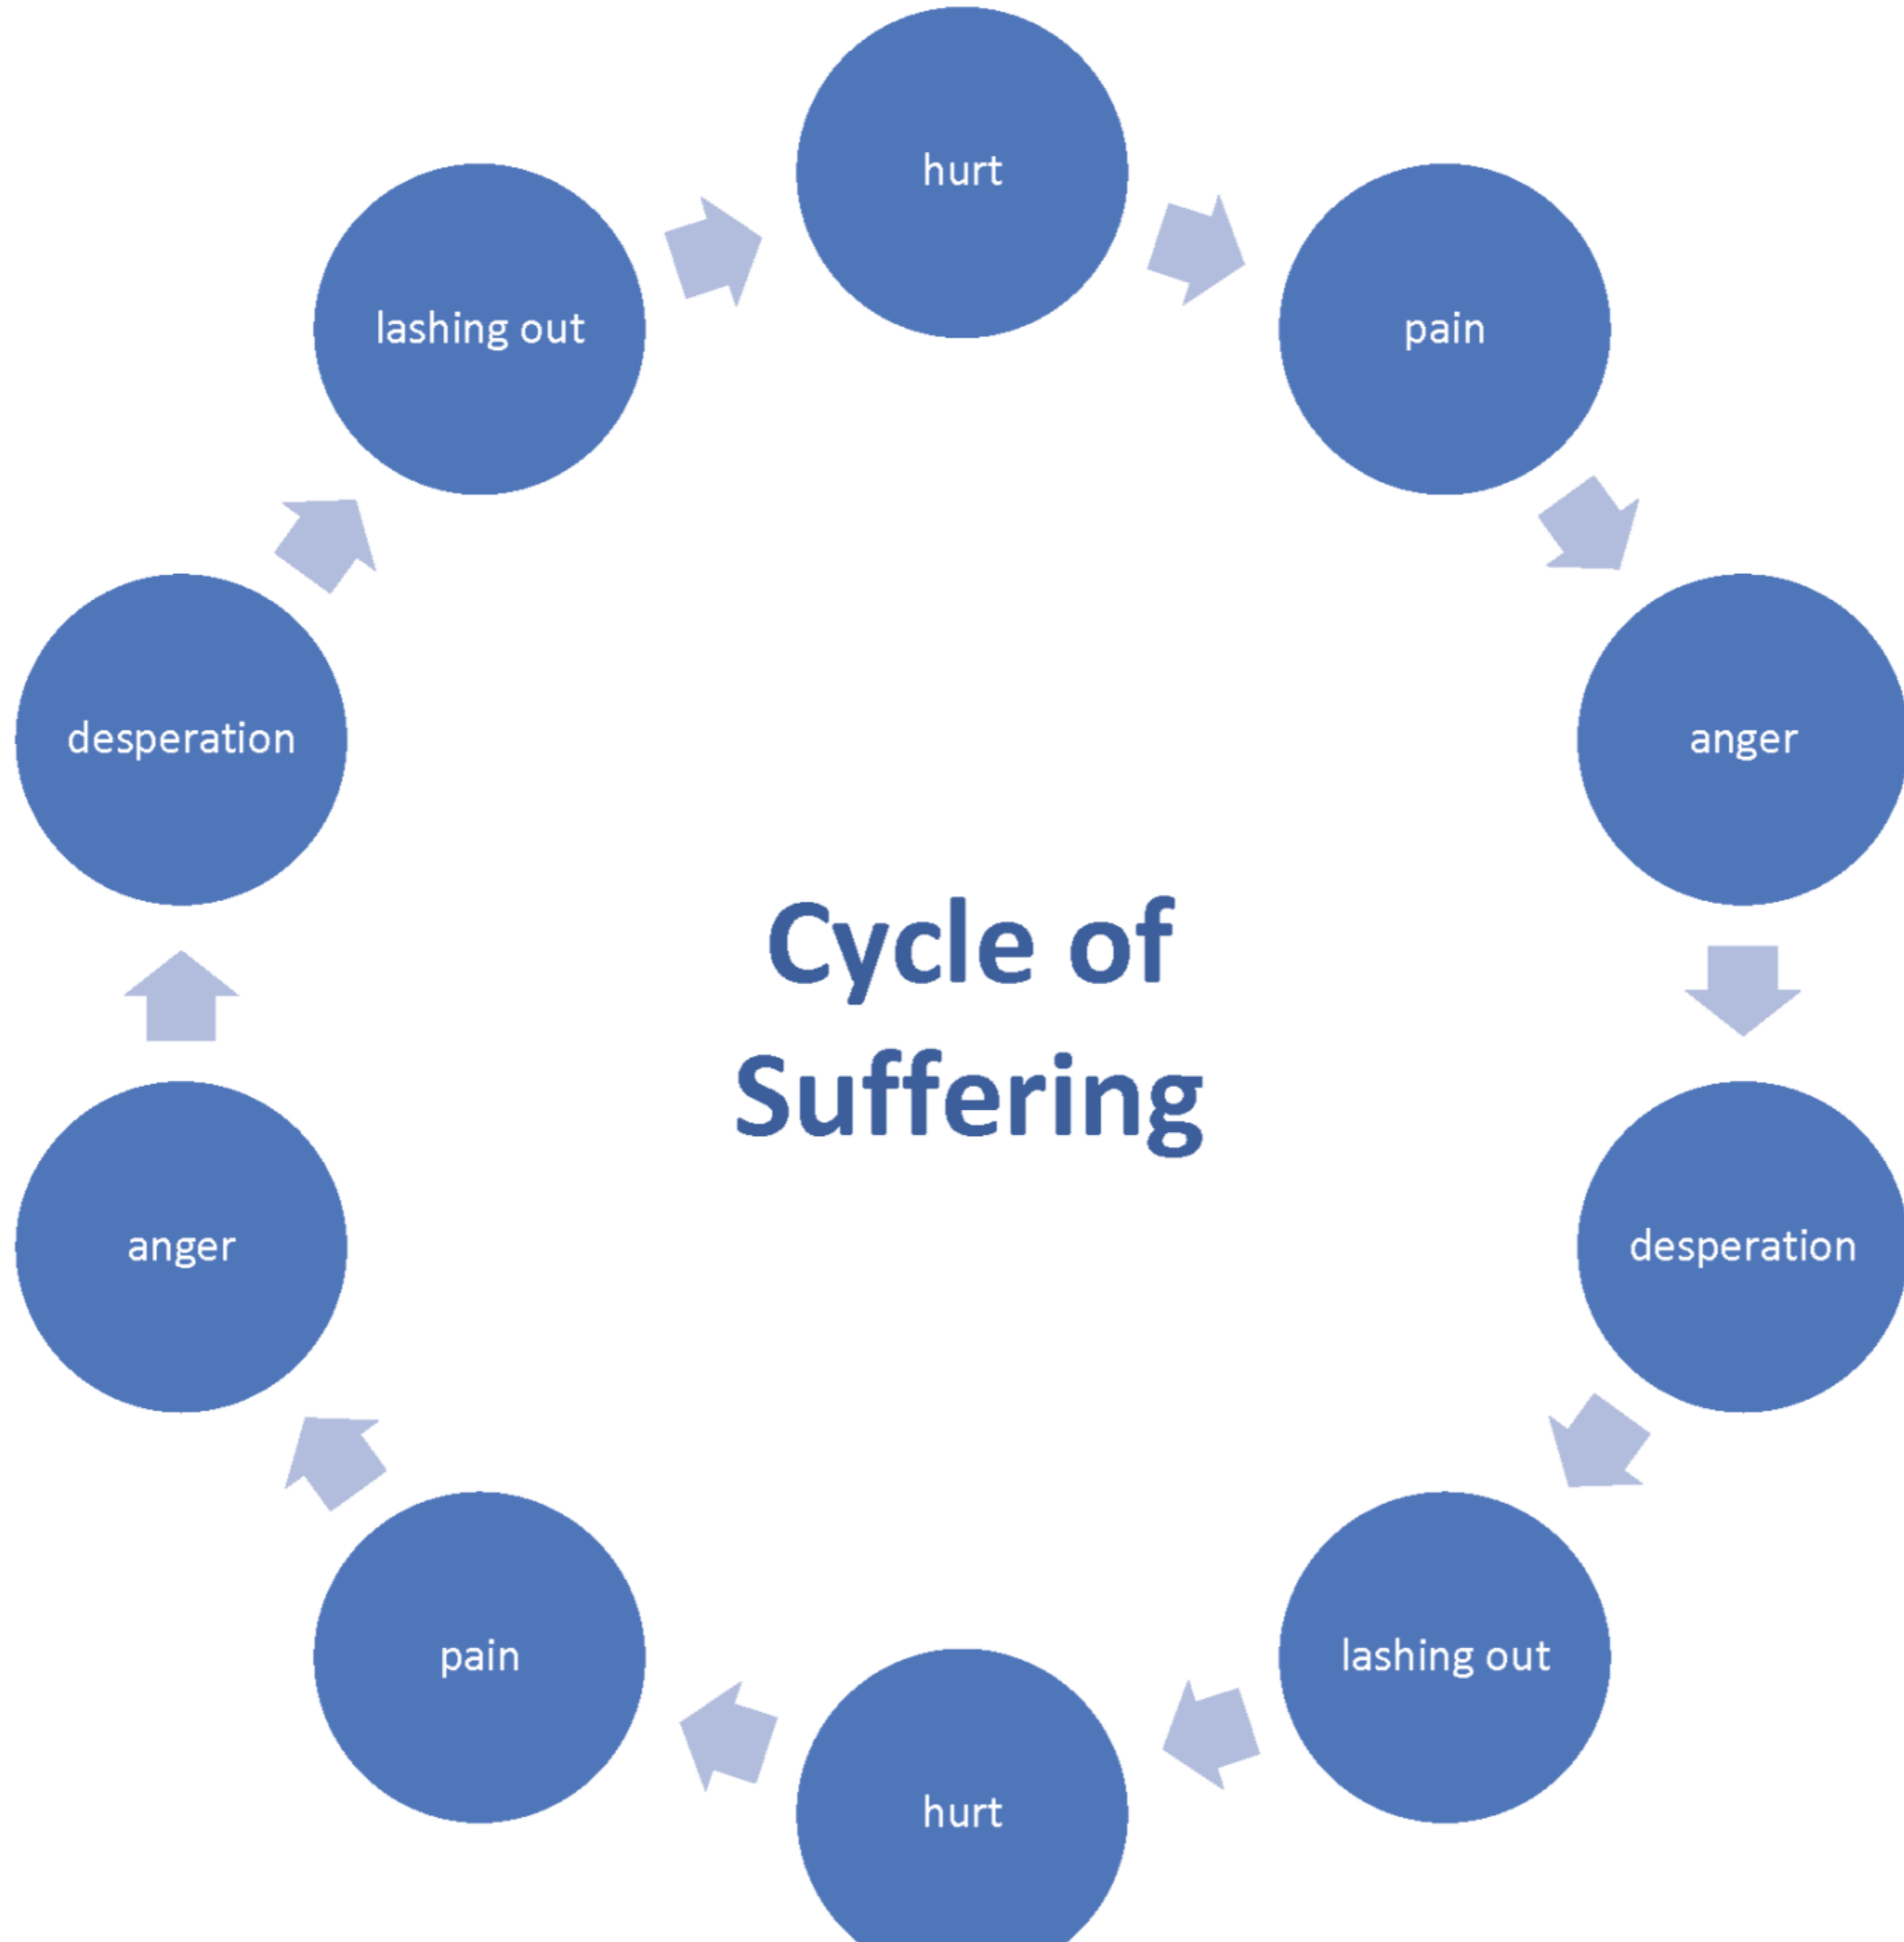 hurt
pain
anger
desperation
lashing out
hurt
pain
anger
desperation
lashing out
Cycle of
Suffering